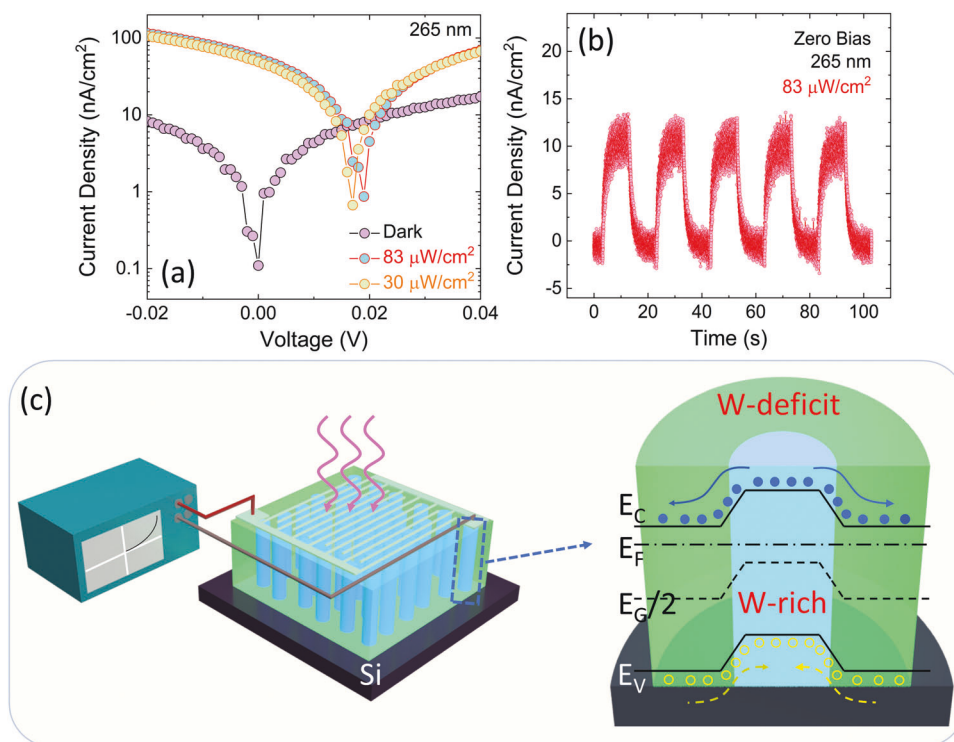 265 nm
(a)
100
10
1
0.1
Current Density (nA/cm²)
Dark
83 μW/cm²
30 μW/cm²
-0.02
0.00
0.02
0.04
Voltage (V)
(b)
Zero Bias
265 nm
83 μW/cm²
20
15
10
5
0
-5
Current Density (nA/cm²)
0
20
40
60
80
100
Time (s)
(c)
Si
W-deficit
E_C
E_F
E_G/2
W-rich
E_V